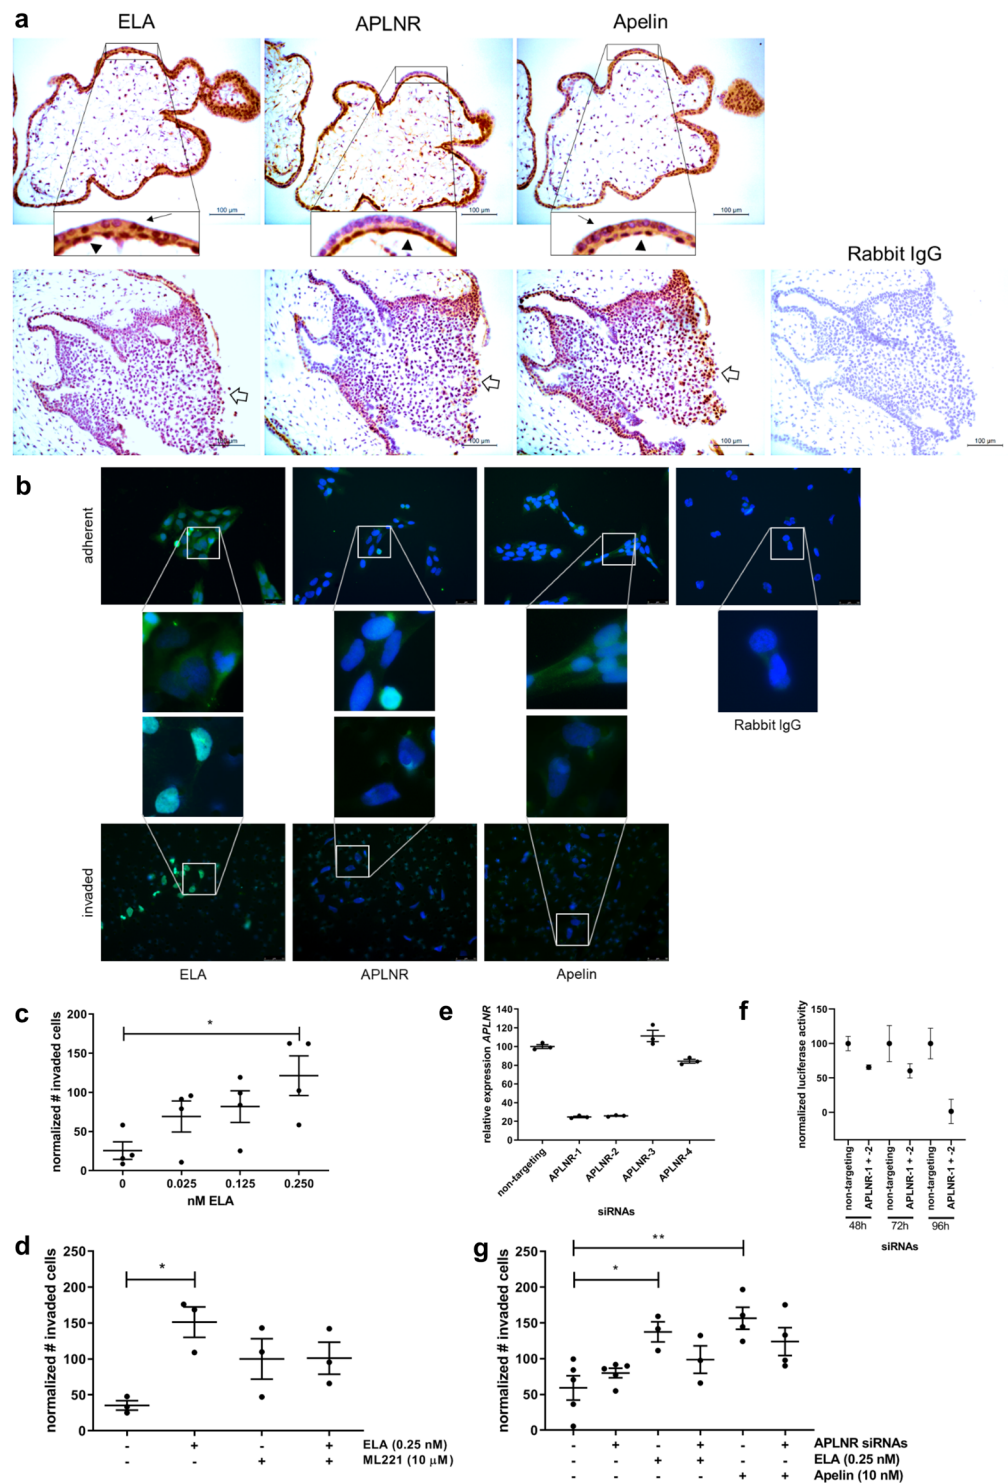 a
ELA APLNR Apelin
100 µm 100 µm 100 µm
Rabbit IgG
100 µm 100 µm 100 µm 100 µm
b
adherent
Rabbit IgG
invaded
ELA APLNR Apelin
c
normalized # invaded cells
200
150
100
50
0
*
0 0.025 0.125 0.250
nM ELA
e
relative expression APLNR
140
120
100
80
60
40
20
0
non-targeting APLNR-1 APLNR-2 APLNR-3 APLNR-4
siRNAs
f
normalized luciferase activity
150
100
50
0
non-targeting APLNR-1 + -2 non-targeting APLNR-1 + -2 non-targeting APLNR-1 + -2
48h 72h 96h
siRNAs
d
normalized # invaded cells
250
200
150
100
50
0
*
- + - + ELA (0.25 nM)
- - + + ML221 (10 µM)
g
normalized # invaded cells
250
200
150
100
50
0
**
*
- + - + - + APLNR siRNAs
- - + + - - ELA (0.25 nM)
- - - - + + Apelin (10 nM)